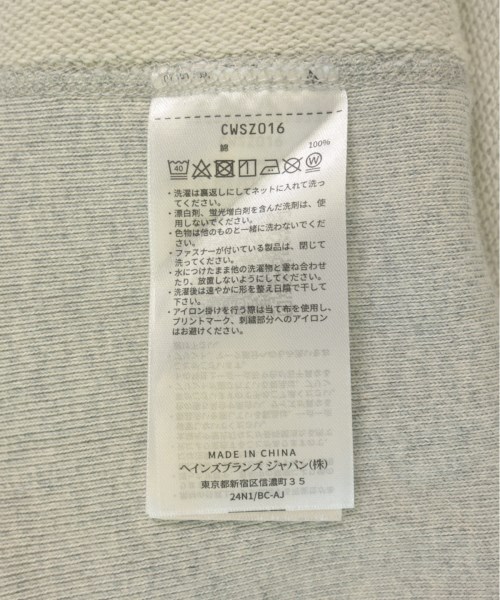 CWSZ016
綿 100%
40
・洗濯は裏返しにしてネットに入れて洗っ
てください。
・漂白剤、蛍光増白剤を含んだ洗剤は、使
用しないでください。
・色物は他のものと一緒に洗わないでくだ
さい。
・ファスナーが付いている製品は、閉じて
洗ってください。
・水につけたまま他の洗濯物と重ね合わせ
たり、放置しないようにしてください。
・洗濯後は速やかに形を整え日陰で干して
下さい。
・アイロン掛けを行う際は当て布を使用し、
プリントマーク、刺繍部分へのアイロン
はお避けください。
MADE IN CHINA
ヘインズブランズ ジャパン(株)
東京都新宿区信濃町35
24N1/BC-AJ